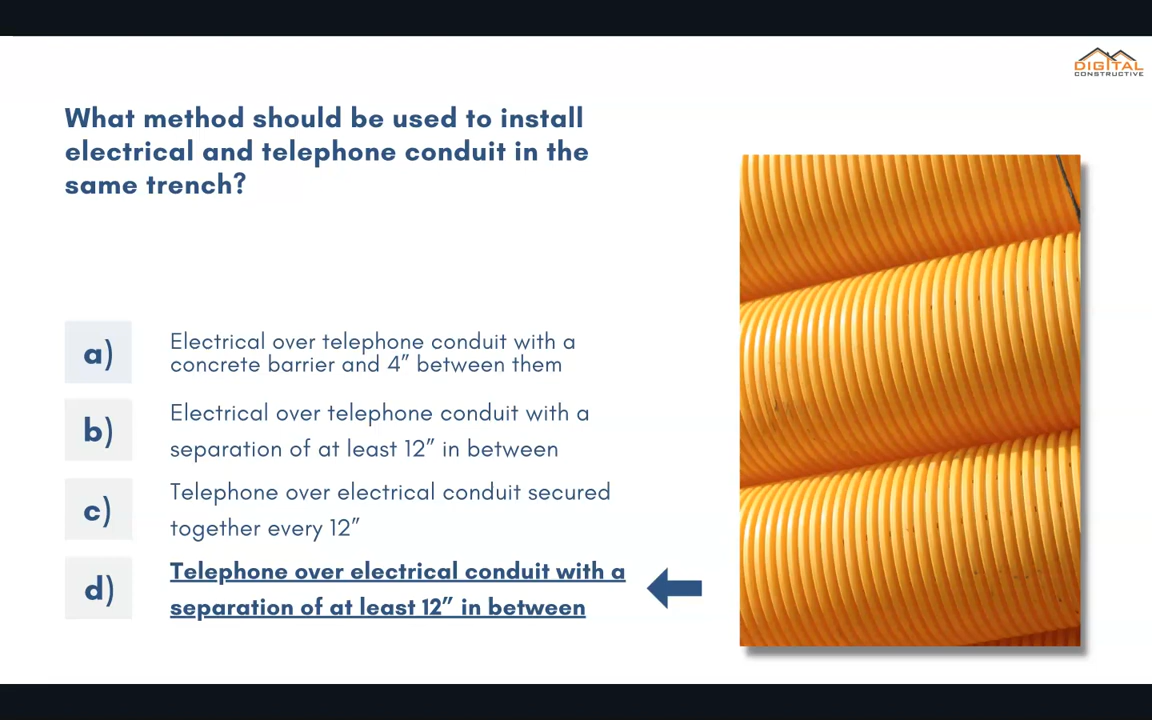 DIGITAL
CONSTRUCTIVE
What method should be used to install
electrical and telephone conduit in the
same trench?
a)
Electrical over telephone conduit with a
concrete barrier and 4” between them
b)
Electrical over telephone conduit with a
separation of at least 12” in between
c)
Telephone over electrical conduit secured
together every 12”
d)
Telephone over electrical conduit with a
separation of at least 12” in between